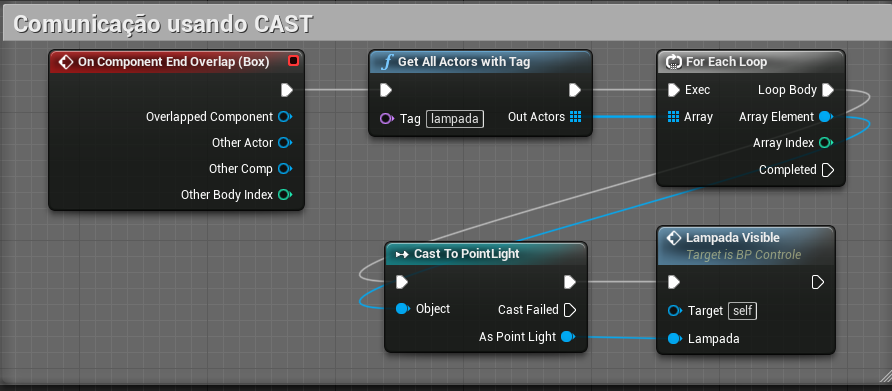 Comunicação usando CAST
On Component End Overlap (Box)
Overlapped Component
Other Actor
Other Comp
Other Body Index
f Get All Actors with Tag
Tag lampada Out Actors
For Each Loop
Exec Loop Body
Array Array Element
Array Index
Completed
Cast To PointLight
Object
Cast Failed
As Point Light
Lampada Visible
Target is BP Controle
Target self
Lampada